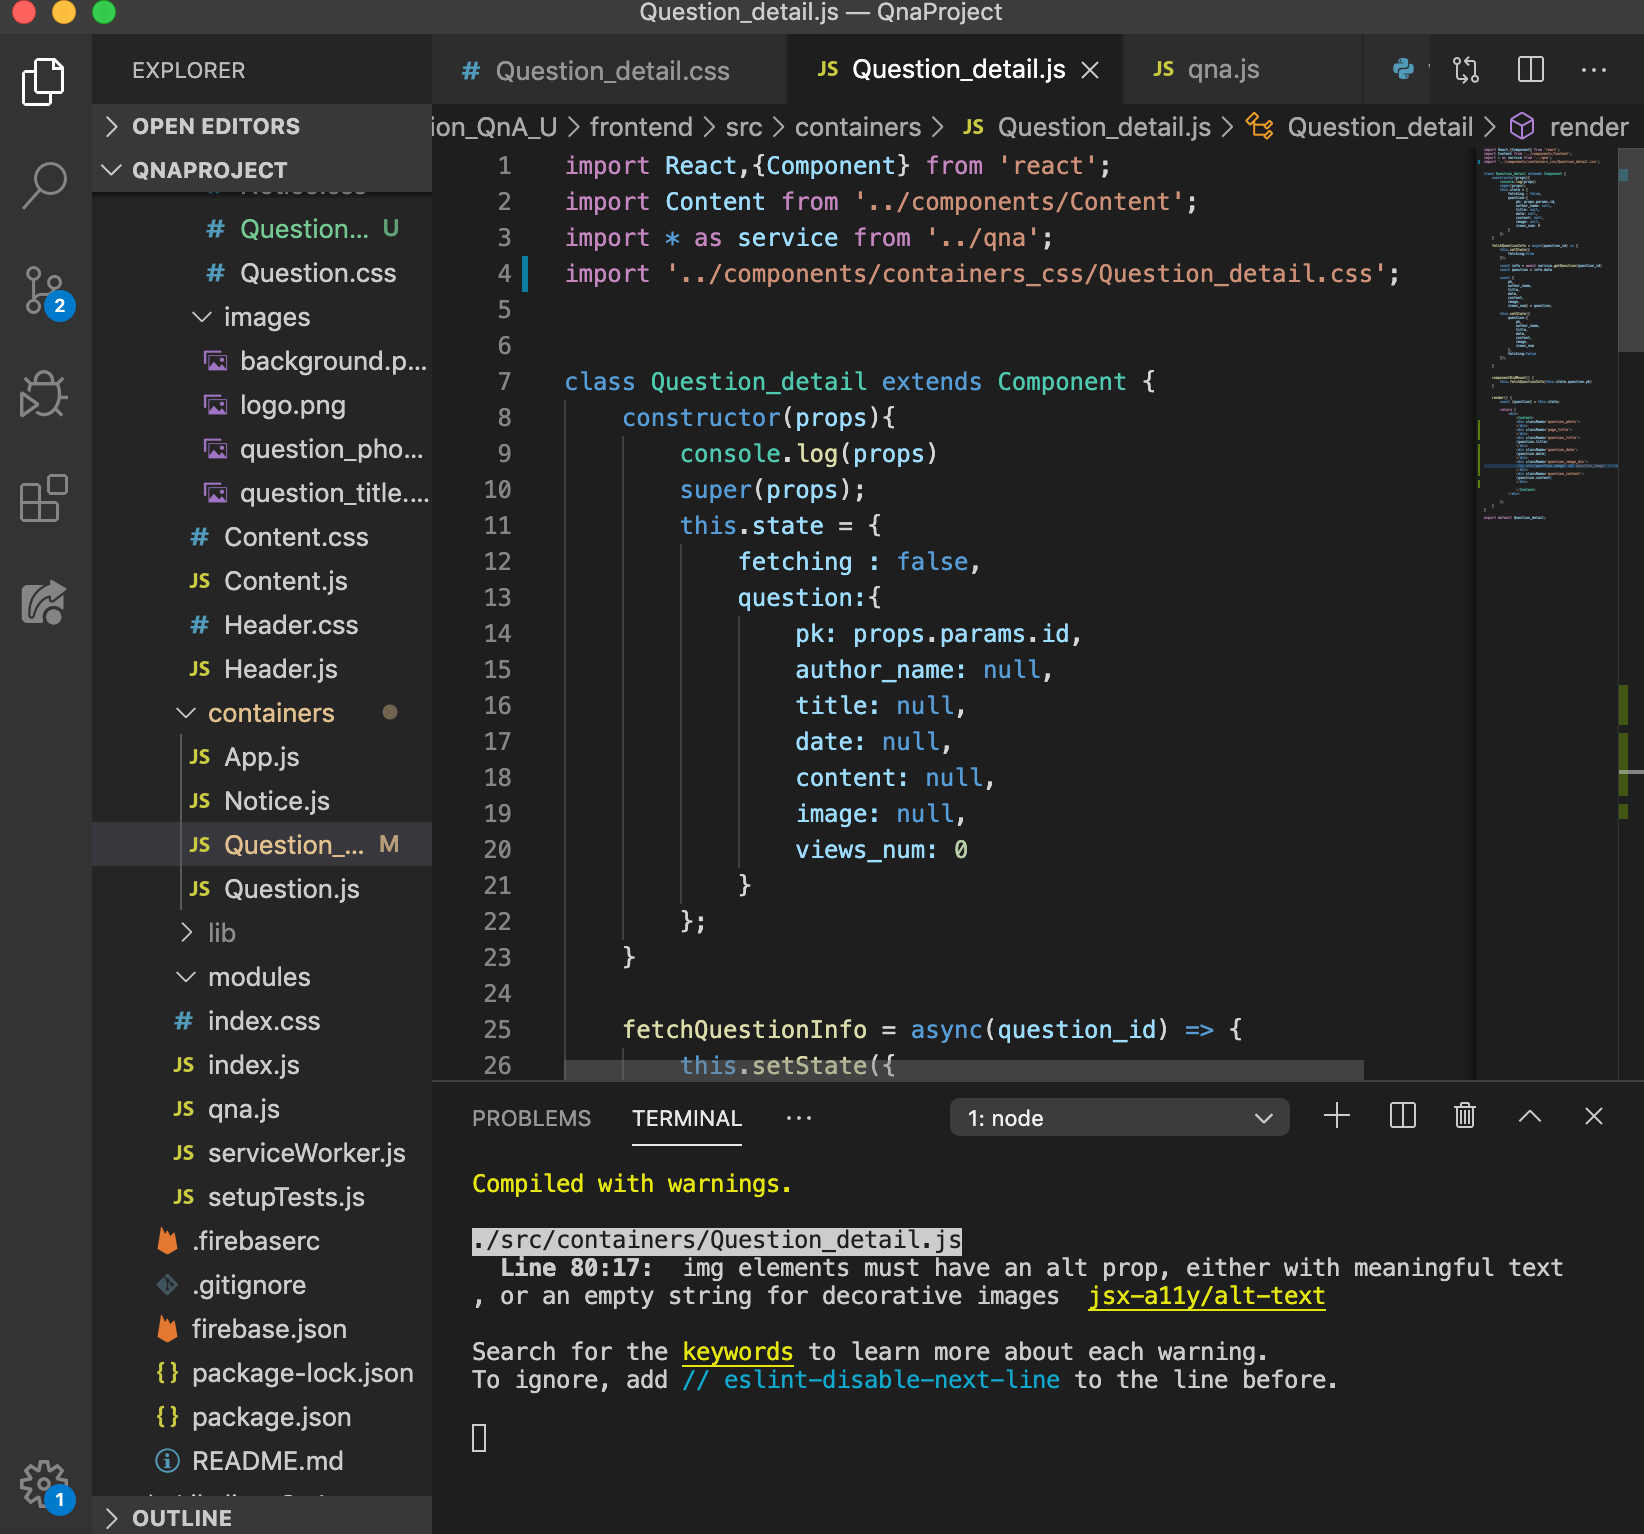 Question_detail.js — QnaProject
EXPLORER
OPEN EDITORS
QNAPROJECT
Question... U
Question.css
images
background.p...
logo.png
question_pho...
question_title....
Content.css
Content.js
Header.css
Header.js
containers
App.js
Notice.js
Question_... M
Question.js
lib
modules
index.css
index.js
qna.js
serviceWorker.js
setupTests.js
.firebaserc
.gitignore
firebase.json
package-lock.json
package.json
README.md
OUTLINE
2
1
Question_detail.css
JS Question_detail.js
JS qna.js
ion_QnA_U > frontend > src > containers > JS Question_detail.js > Question_detail > render
1 import React,{Component} from 'react';
2 import Content from '../components/Content';
3 import * as service from '../qna';
4 import '../components/containers_css/Question_detail.css';
5
6
7 class Question_detail extends Component {
8 constructor(props){
9 console.log(props)
10 super(props);
11 this.state = {
12 fetching : false,
13 question:{
14 pk: props.params.id,
15 author_name: null,
16 title: null,
17 date: null,
18 content: null,
19 image: null,
20 views_num: 0
21 }
22 };
23 }
24
25 fetchQuestionInfo = async(question_id) => {
26 this.setState({
PROBLEMS TERMINAL ... 1: node
Compiled with warnings.
./src/containers/Question_detail.js
Line 80:17: img elements must have an alt prop, either with meaningful text
, or an empty string for decorative images jsx-a11y/alt-text
Search for the keywords to learn more about each warning.
To ignore, add // eslint-disable-next-line to the line before.